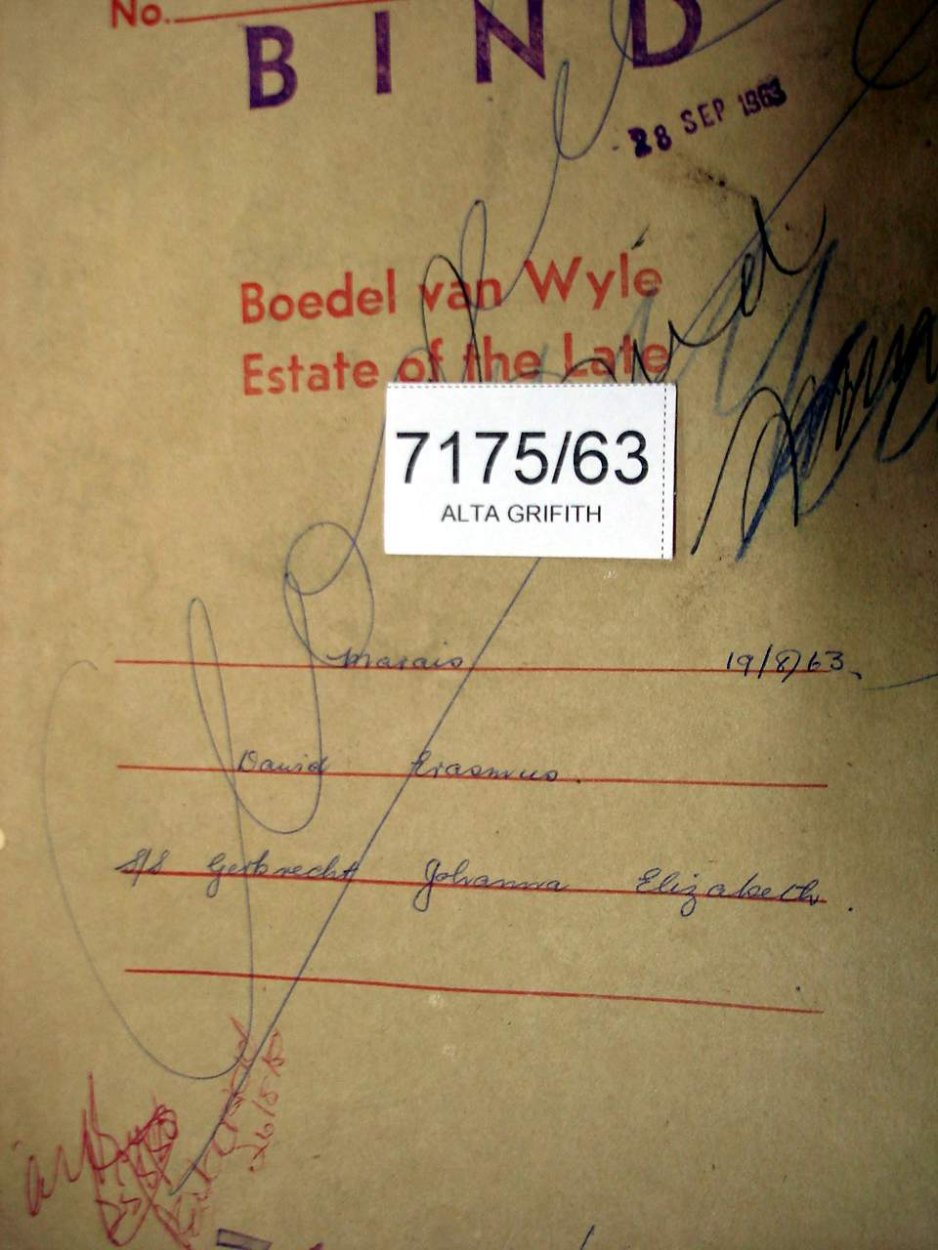 No.
BIND
28 SEP 1963
Boedel van Wyle
Estate of the Late
7175/63
ALTA GRIFITH
Marais 19/8/63
David Erasmus.
S/S Gerbrecht Johanna Elizabeth.